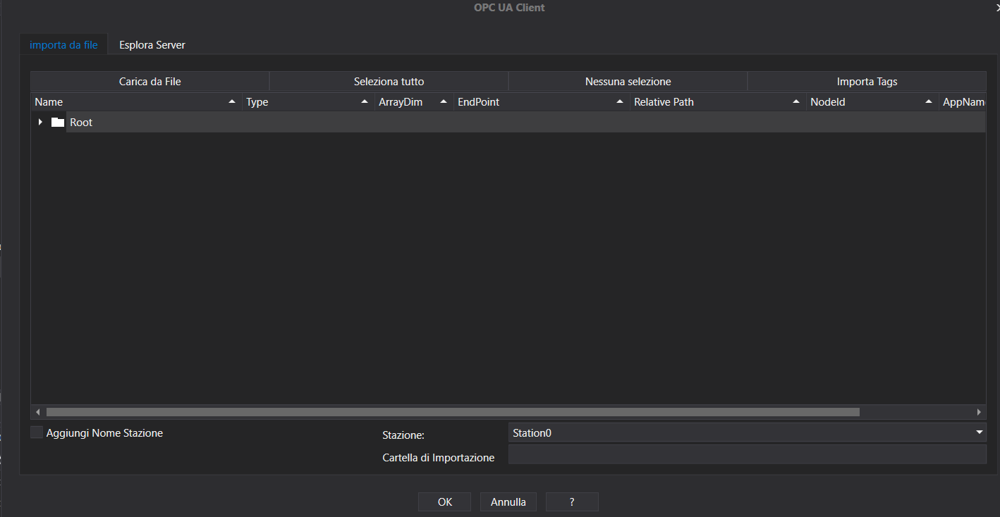 OPC UA Client
importa da file Esplora Server
Carica da File Seleziona tutto Nessuna selezione Importa Tags
Name Type ArrayDim EndPoint Relative Path NodeId AppNam
Root
Aggiungi Nome Stazione Stazione: Station0
Cartella di Importazione
OK Annulla ?